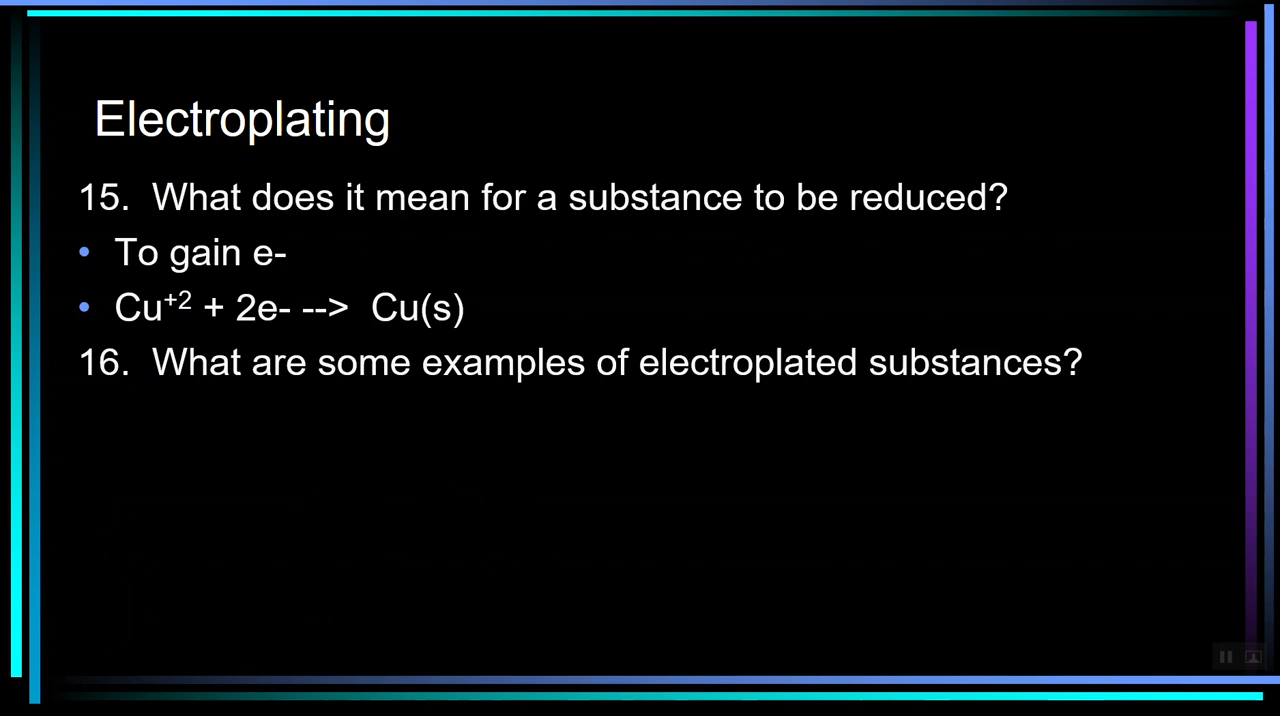 Electroplating
15. What does it mean for a substance to be reduced?
• To gain e-
• Cu⁺² + 2e- --> Cu(s)
16. What are some examples of electroplated substances?